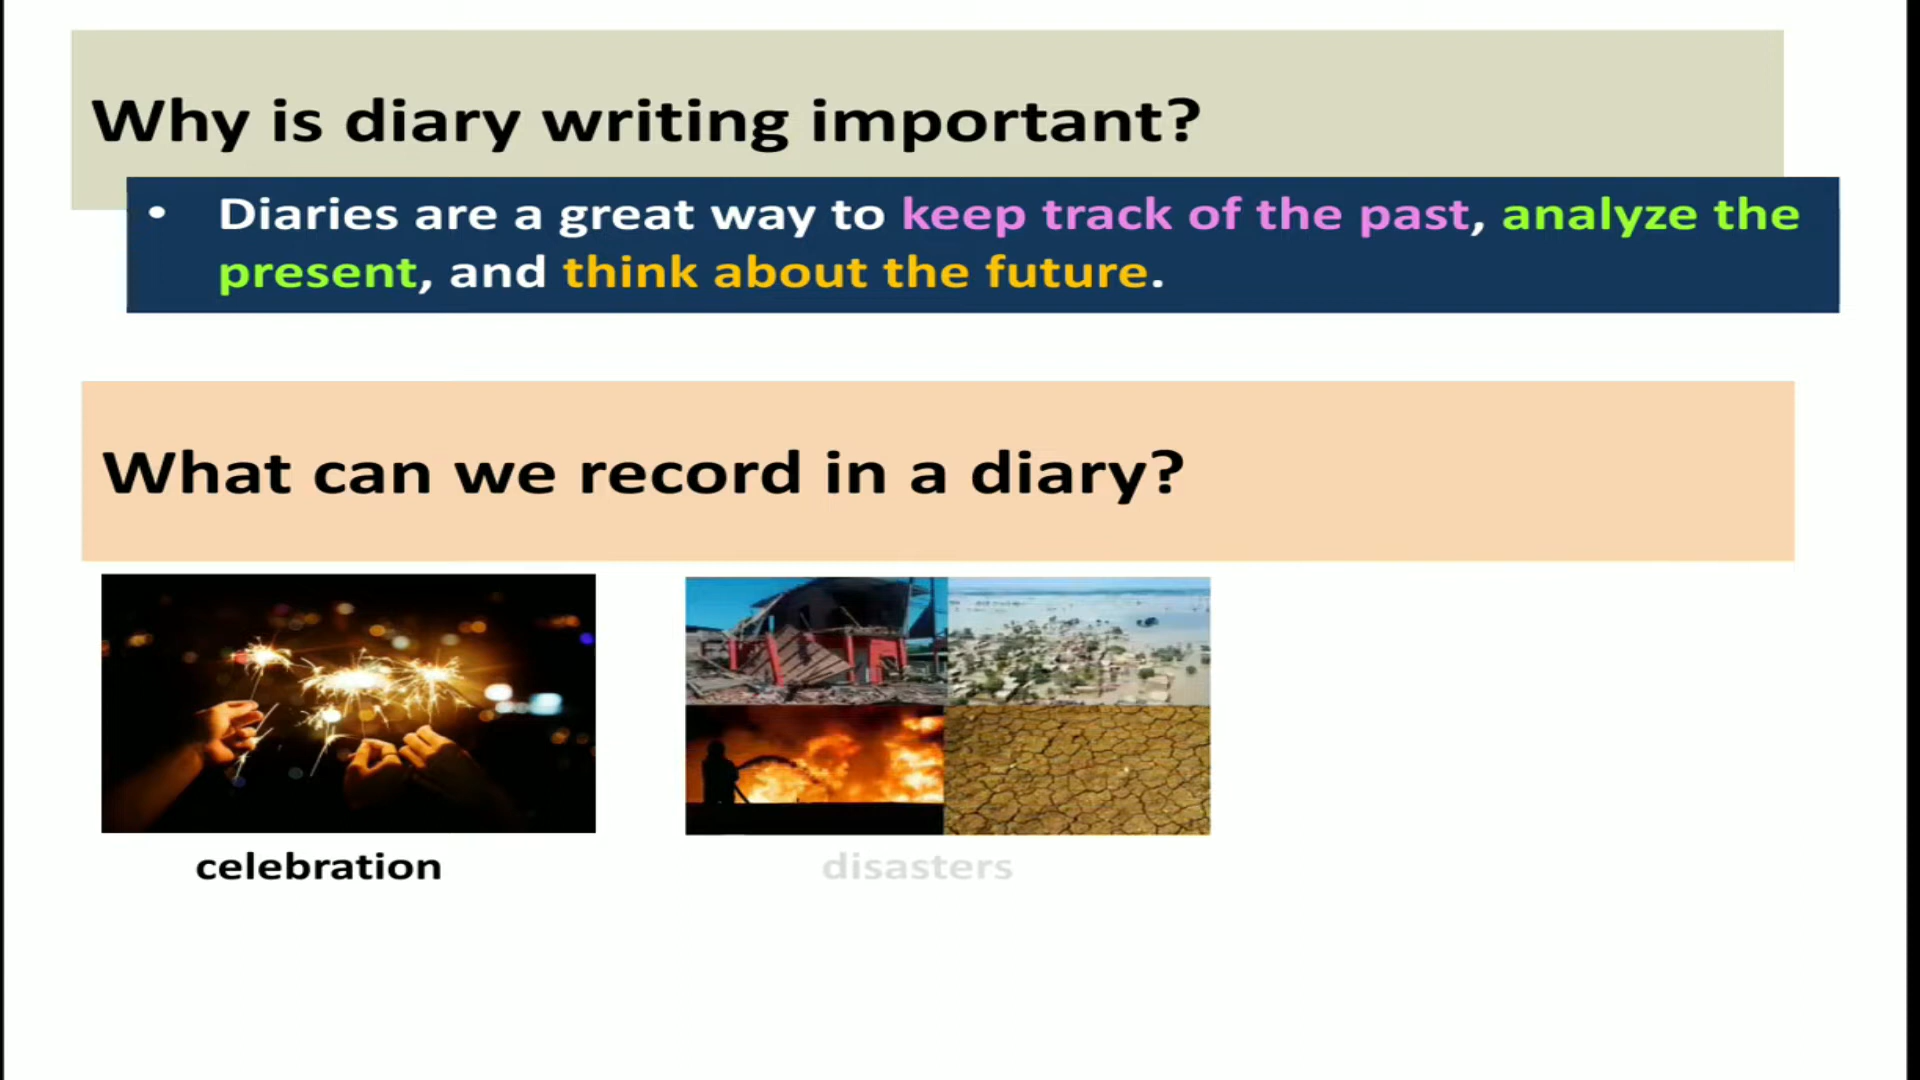 Why is diary writing important?
• Diaries are a great way to keep track of the past, analyze the
present, and think about the future.
What can we record in a diary?
celebration
disasters